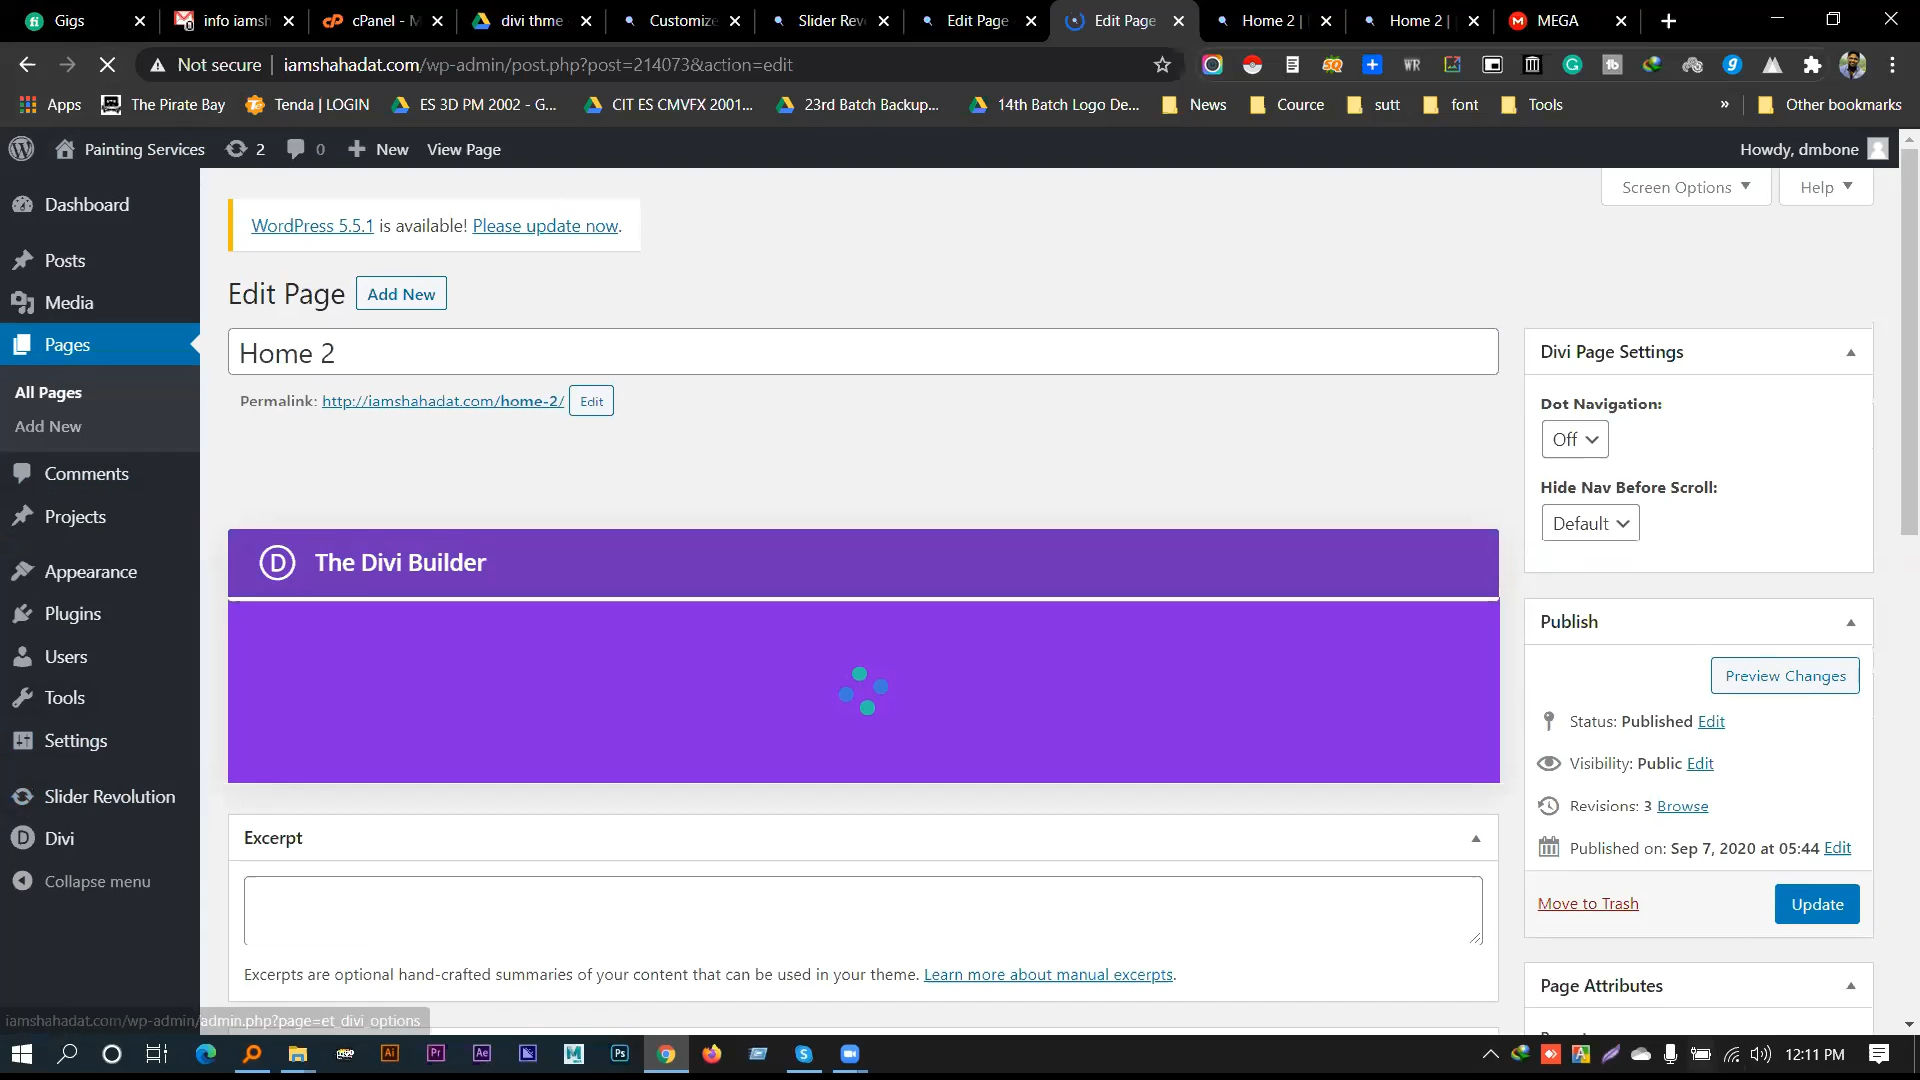 Gigs
info iamsh
cPanel - M
divi thme
Customize
Slider Rev
Edit Page
Edit Page
Home 2 |
Home 2 |
MEGA
Not secure
iamshahadat.com/wp-admin/post.php?post=214073&action=edit
Apps
The Pirate Bay
Tenda | LOGIN
ES 3D PM 2002 - G...
CIT ES CMVFX 2001...
23rd Batch Backup...
14th Batch Logo De...
News
Cource
sutt
font
Tools
»
Other bookmarks
Painting Services
2
0
New
View Page
Howdy, dmbone
Screen Options
Help
Dashboard
Posts
Media
Pages
All Pages
Add New
Comments
Projects
Appearance
Plugins
Users
Tools
Settings
Slider Revolution
Divi
Collapse menu
WordPress 5.5.1 is available! Please update now.
Edit Page
Add New
Home 2
Permalink: http://iamshahadat.com/home-2/
Edit
The Divi Builder
Excerpt
Excerpts are optional hand-crafted summaries of your content that can be used in your theme. Learn more about manual excerpts.
Divi Page Settings
Dot Navigation:
Off
Hide Nav Before Scroll:
Default
Publish
Preview Changes
Status: Published Edit
Visibility: Public Edit
Revisions: 3 Browse
Published on: Sep 7, 2020 at 05:44 Edit
Move to Trash
Update
Page Attributes
iamshahadat.com/wp-admin/admin.php?page=et_divi_options
12:11 PM